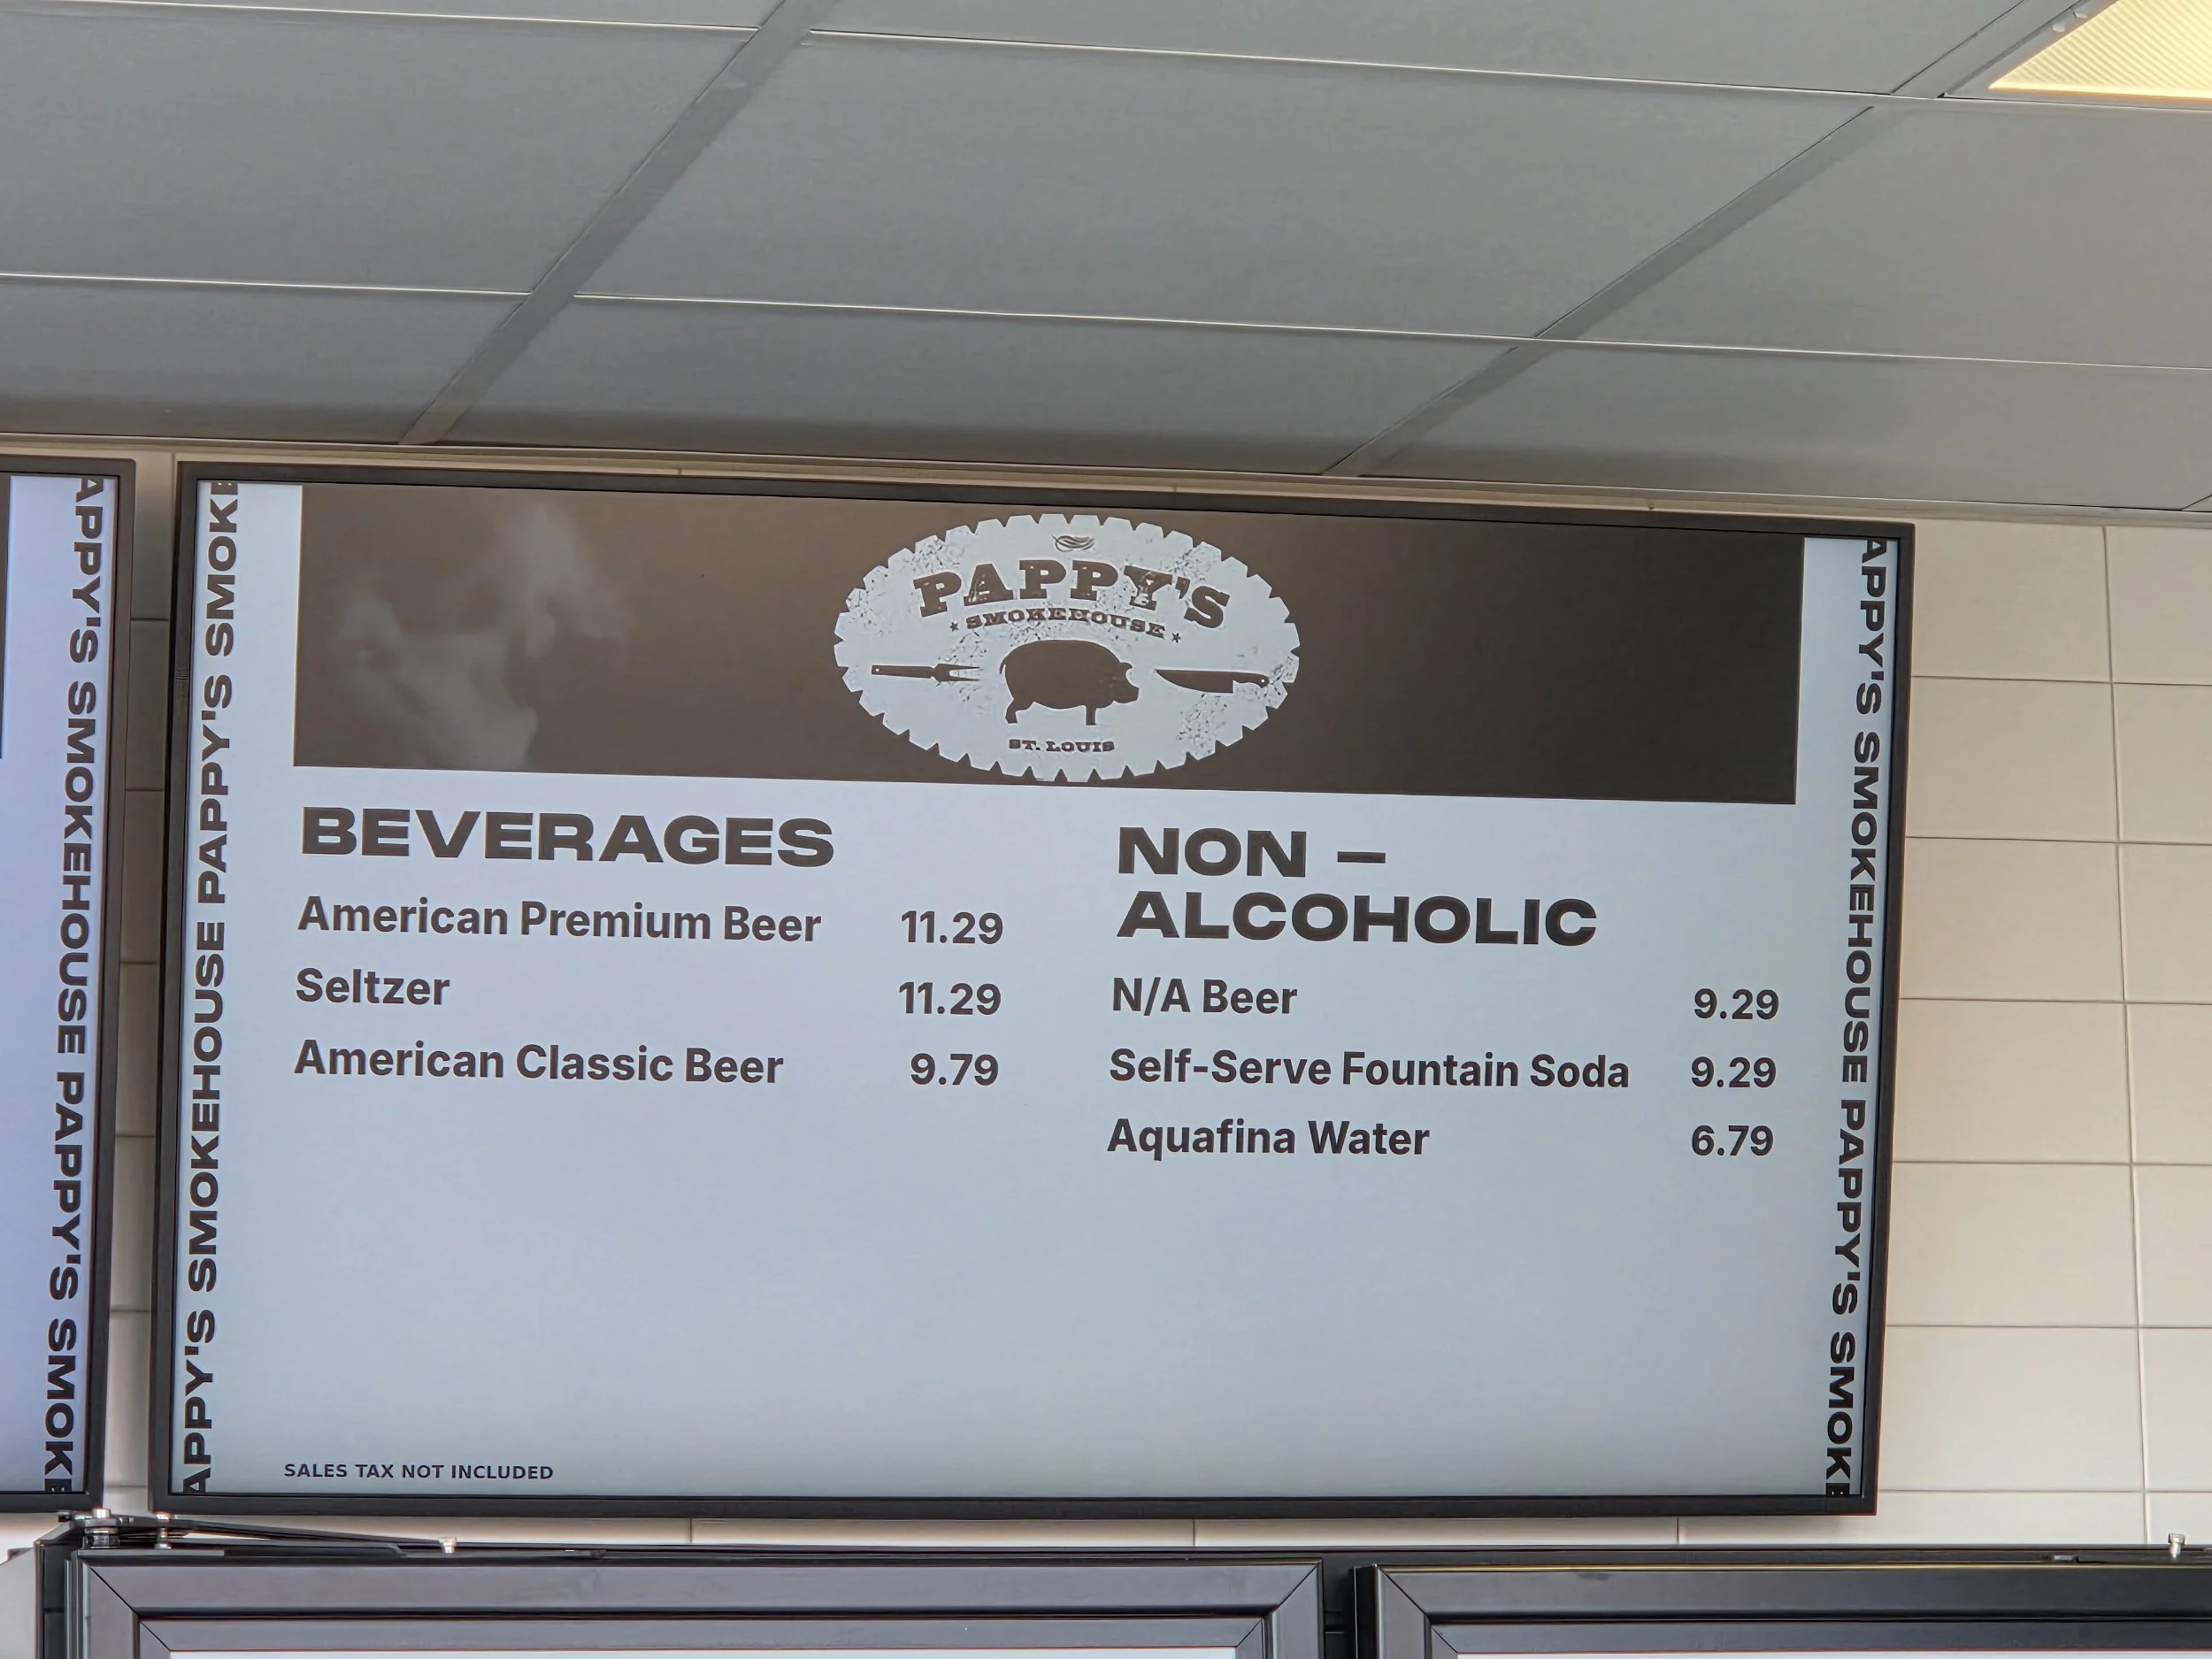 APPY'S SMOKEHOUSE PAPPY'S SMOKE
APPY'S SMOKEHOUSE PAPPY'S SMOKE
PAPPY'S
SMOKEHOUSE
ST. LOUIS
BEVERAGES
American Premium Beer 11.29
Seltzer 11.29
American Classic Beer 9.79
NON –
ALCOHOLIC
N/A Beer 9.29
Self-Serve Fountain Soda 9.29
Aquafina Water 6.79
SALES TAX NOT INCLUDED
APPY'S SMOKEHOUSE PAPPY'S SMOKE